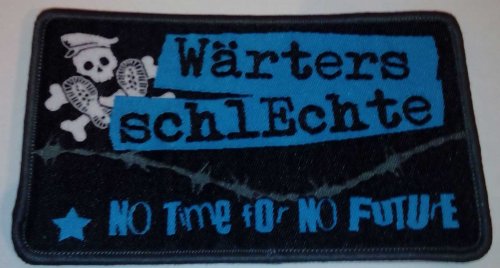 Wärters
schlEchte
No Time for No FuTurE